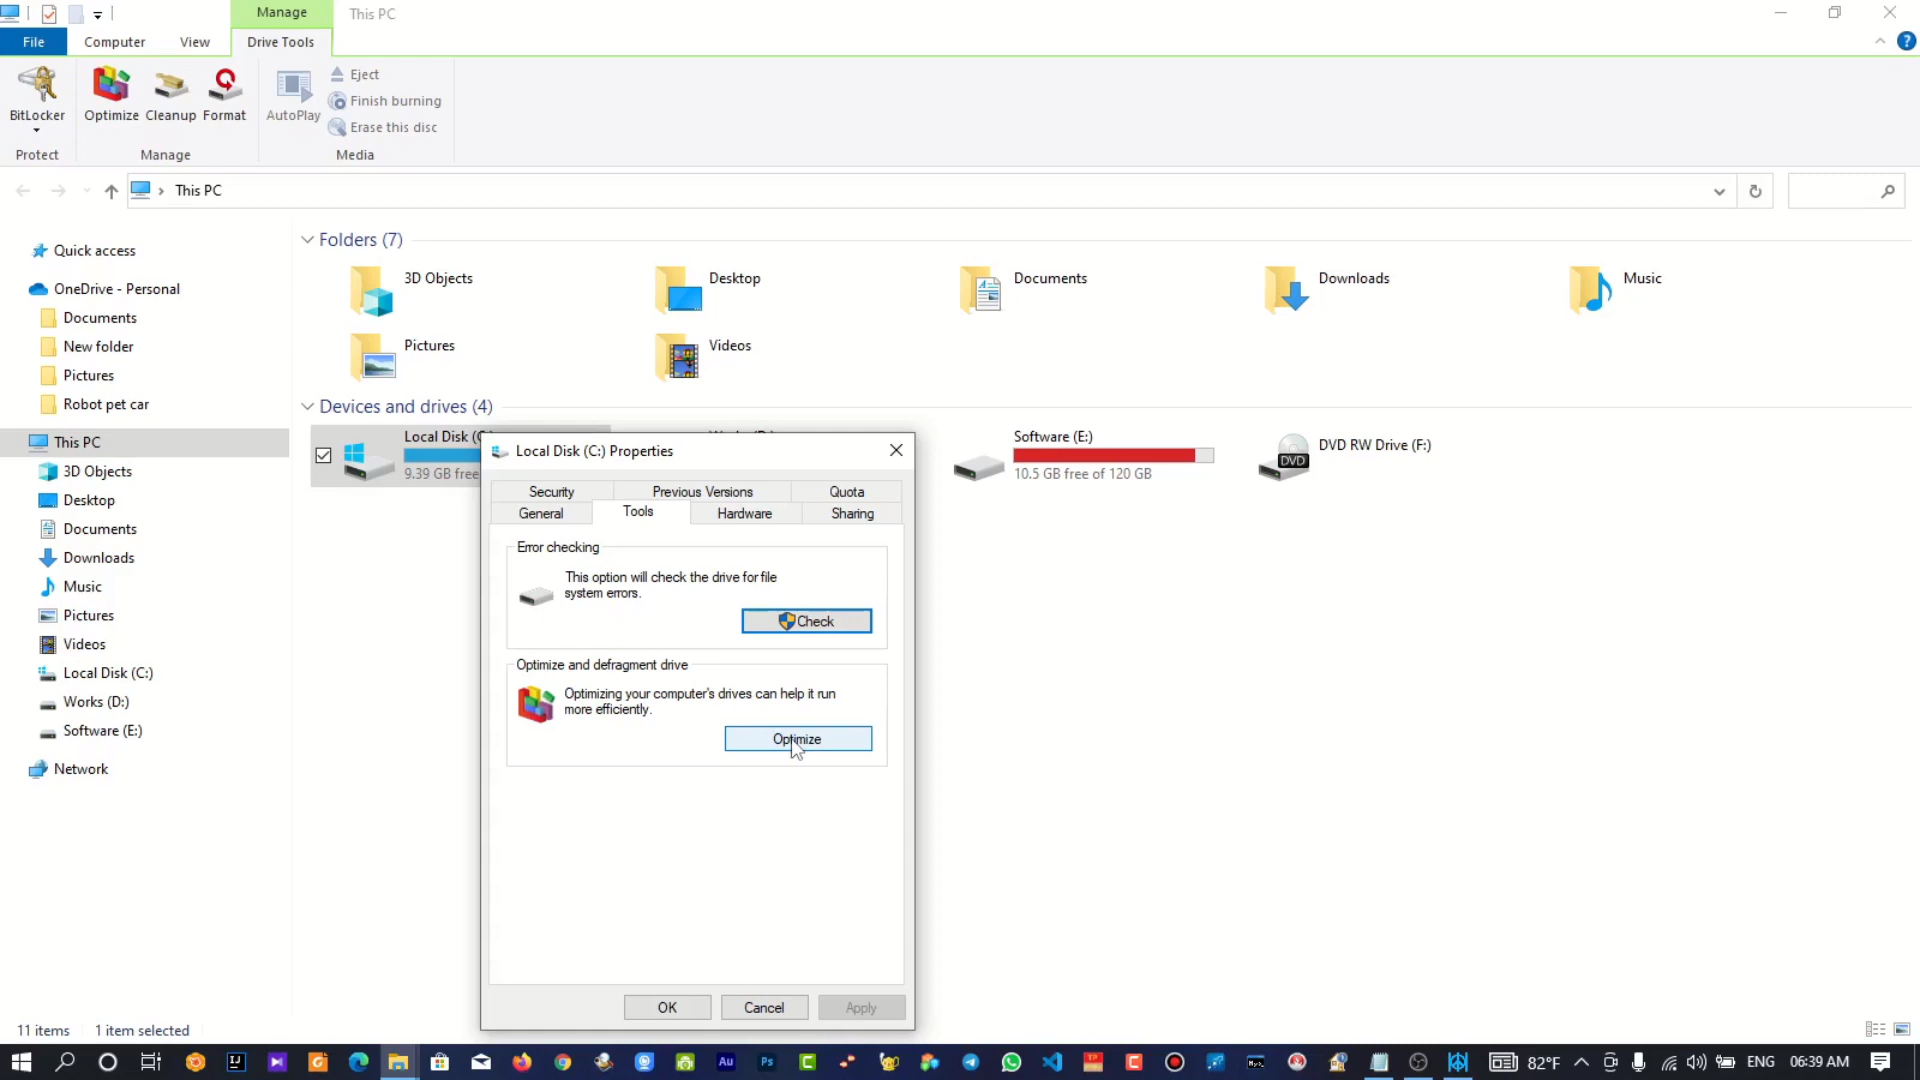 Manage
This PC
File
Computer
View
Drive Tools
?
BitLocker
Optimize
Cleanup
Format
AutoPlay
Eject
Finish burning
Erase this disc
Protect
Manage
Media
This PC
Quick access
OneDrive - Personal
Documents
New folder
Pictures
Robot pet car
This PC
3D Objects
Desktop
Documents
Downloads
Music
Pictures
Videos
Local Disk (C:)
Works (D:)
Software (E:)
Network
Folders (7)
3D Objects
Desktop
Documents
Downloads
Music
Pictures
Videos
Devices and drives (4)
Local Disk (C
9.39 GB free
Software (E:)
10.5 GB free of 120 GB
DVD
DVD RW Drive (F:)
Local Disk (C:) Properties
Security
Previous Versions
Quota
General
Tools
Hardware
Sharing
Error checking
This option will check the drive for file
system errors.
Check
Optimize and defragment drive
Optimizing your computer's drives can help it run
more efficiently.
Optimize
OK
Cancel
Apply
11 items
1 item selected
IJ
Au
Ps
82°F
ENG
06:39 AM